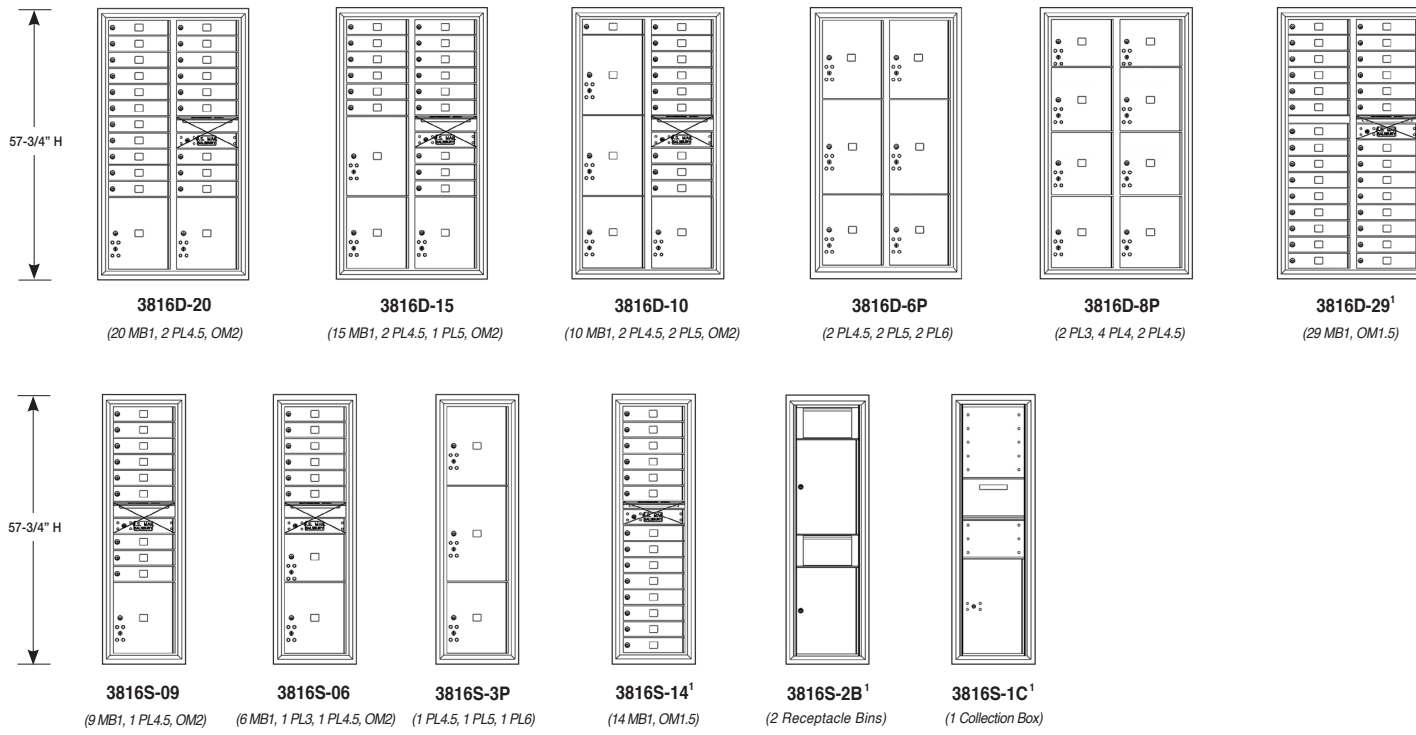 57-3/4" H
3816D-20
(20 MB1, 2 PL4.5, OM2)
3816D-15
(15 MB1, 2 PL4.5, 1 PL5, OM2)
3816D-10
(10 MB1, 2 PL4.5, 2 PL5, OM2)
3816D-6P
(2 PL4.5, 2 PL5, 2 PL6)
3816D-8P
(2 PL3, 4 PL4, 2 PL4.5)
3816D-29¹
(29 MB1, OM1.5)
57-3/4" H
3816S-09
(9 MB1, 1 PL4.5, OM2)
3816S-06
(6 MB1, 1 PL3, 1 PL4.5, OM2)
3816S-3P
(1 PL4.5, 1 PL5, 1 PL6)
3816S-14¹
(14 MB1, OM1.5)
3816S-2B¹
(2 Receptacle Bins)
3816S-1C¹
(1 Collection Box)